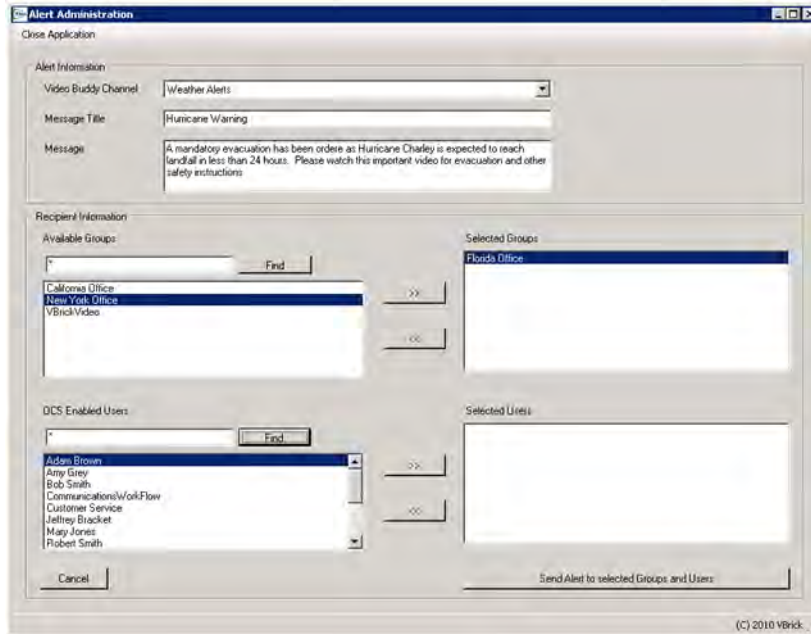 Alert Administration
Close Application
Alert Information
Video Buddy Channel
Weather Alerts
Message Title
Hurricane Warning
Message
A mandatory evacuation has been ordere as Hurricane Charley is expected to reach
landfall in less than 24 hours. Please watch this important video for evacuation and other
safety instructions
Recipient Information
Available Groups
Selected Groups
*
Find
Florida Office
California Office
New York Office
VBrickVideo
>>
<<
OCS Enabled Users
Selected Users
*
Find
Adam Brown
Amy Grey
Bob Smith
CommunicationsWorkFlow
Customer Service
Jeffrey Bracket
Mary Jones
Robert Smith
>>
<<
Cancel
Send Alert to selected Groups and Users
(C) 2010 VBrick